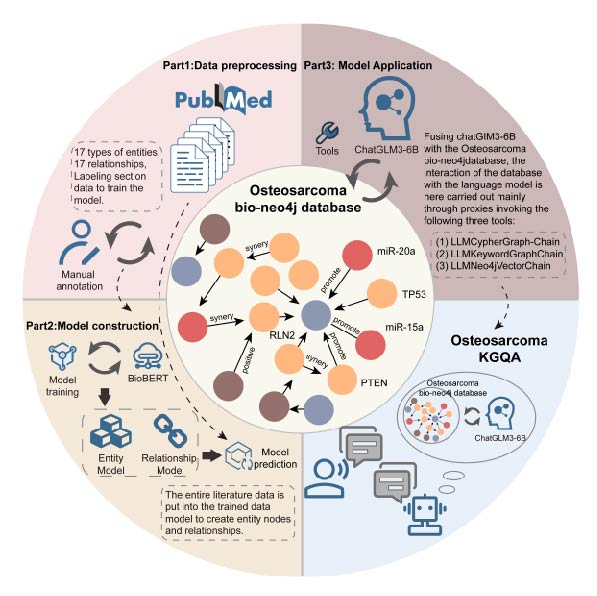 Part1:Data preprocessing
PubMed
17 types of entities
17 relationships,
Labeling section
data to train the
model.
Manual
annotation
Part3: Model Application
Tools
ChatGLM3-6B
Fusing chatGIM3-6B
with the Osteosarcoma
bio-neo4jdatabase, the
interaction of the database
with the language model is
here carried out mainly
through proxies invoking the
following three tools:
(1) LLMCypherGraph-Chain
(2) LLMKeywordGraphChain
(3) LLMNeo4jVectorChain
Osteosarcoma
bio-neo4j database
synery
promote
miR-20a
TP53
synery
RLN2
promote
miR-15a
positive
synery
promote
PTEN
Part2:Model construction
Model
training
BioBERT
Entity
Model
Relationship
Mode
Mocol
prediction
The entire literature data is
put into the trained data
model to create entity nodes
and relationships.
Osteosarcoma
KGQA
Osteosarcoma
bio-neo4j database
ChatGLM3-6B